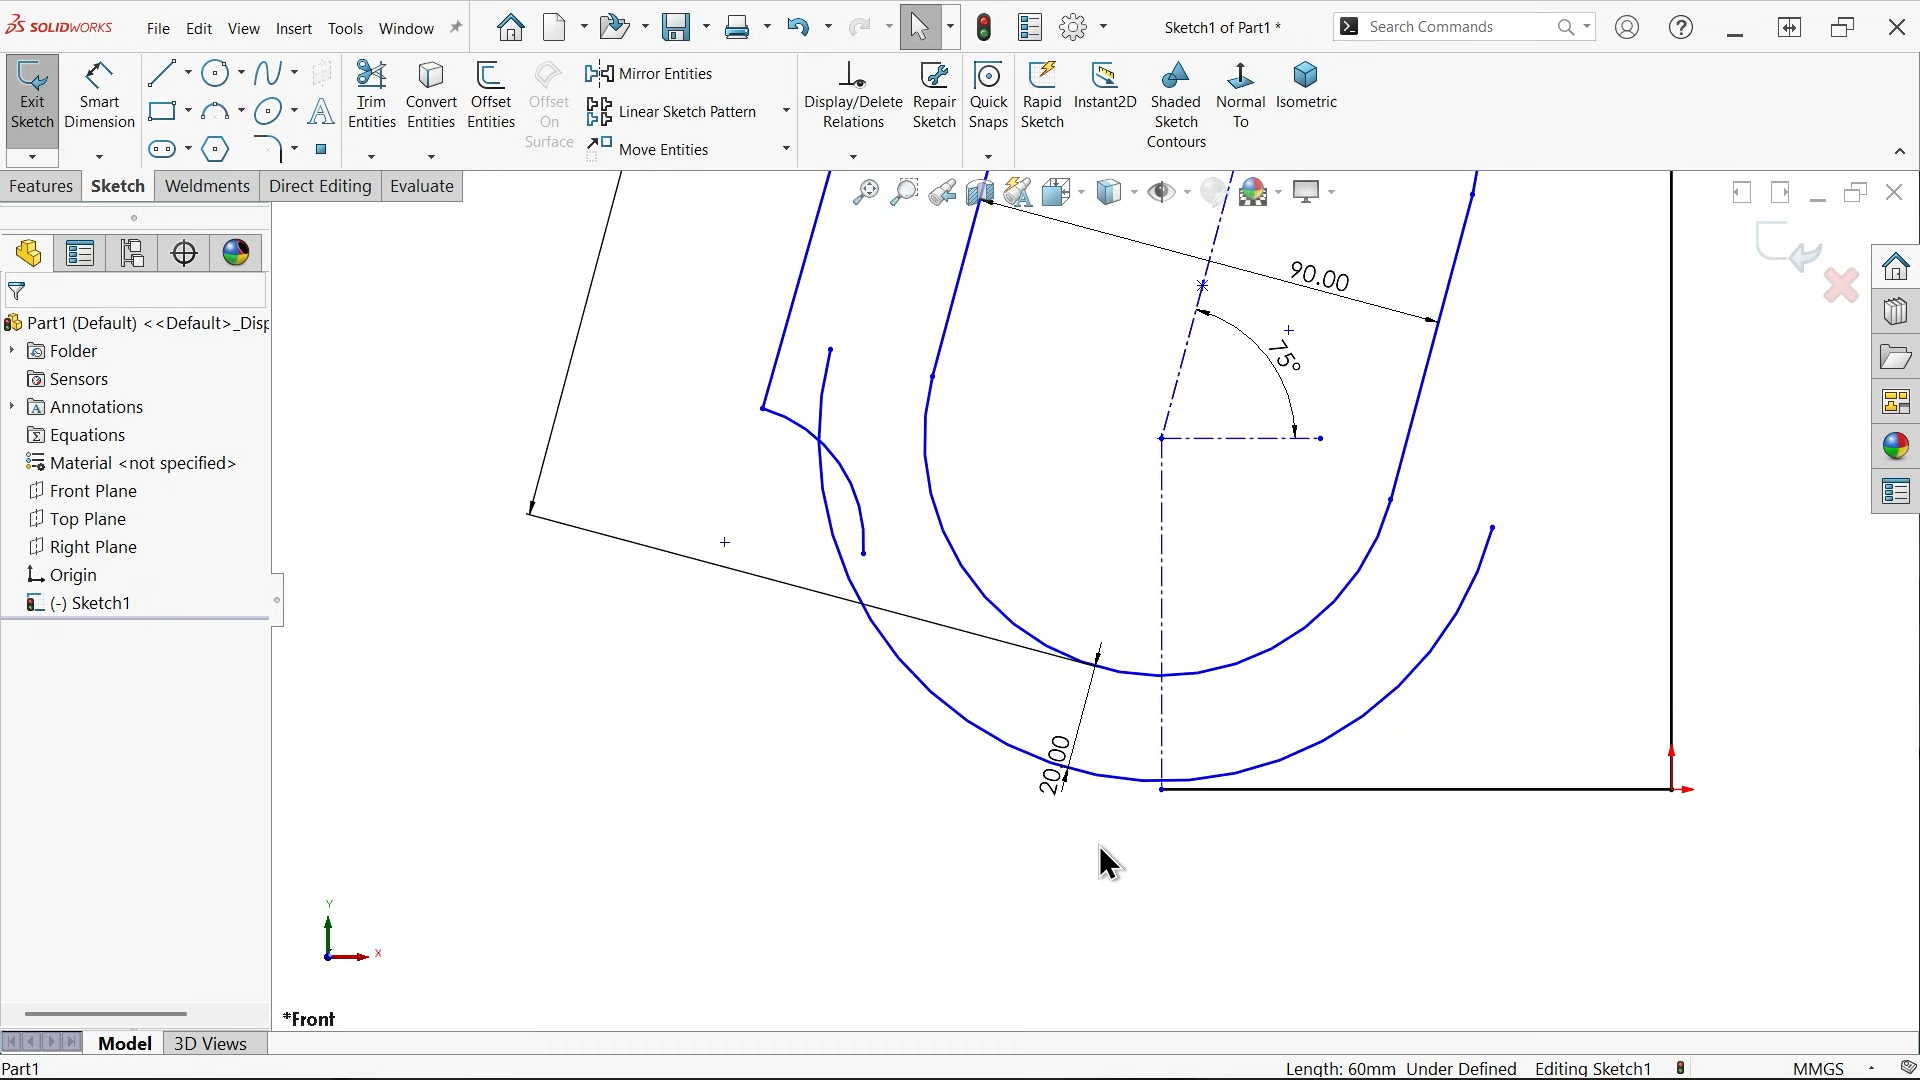 SOLIDWORKS File Edit View Insert Tools Window Sketch1 of Part1 * Search Commands
Exit Sketch
Smart Dimension
Trim Entities
Convert Entities
Offset Entities
Offset On Surface
Mirror Entities
Linear Sketch Pattern
Move Entities
Display/Delete Relations
Repair Sketch
Quick Snaps
Rapid Sketch
Instant2D
Shaded Sketch Contours
Normal To
Isometric
Features Sketch Weldments Direct Editing Evaluate
Part1 (Default) <<Default>_Disp
Folder
Sensors
Annotations
Equations
Material <not specified>
Front Plane
Top Plane
Right Plane
Origin
(-) Sketch1
90.00
75°
20.00
Y
X
*Front
Model 3D Views
Part1 Length: 60mm Under Defined Editing Sketch1 MMGS